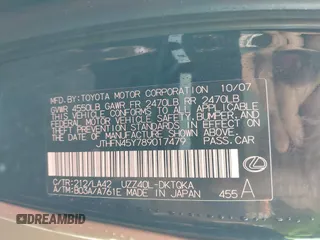 MFD. BY: TOYOTA MOTOR CORPORATION 10/07
GVWR 4550LB GAWR FR 2470LB RR 2470LB
THIS VEHICLE CONFORMS TO ALL APPLICABLE
FEDERAL MOTOR VEHICLE SAFETY, BUMPER, AND
THEFT PREVENTION STANDARDS IN EFFECT ON
THE DATE OF MANUFACTURE SHOWN ABOVE.
JTHFN45Y789017479 PASS.CAR
C/TR:212/LA42 UZZ40L-DKTQKA
A/TM:B03A/A761E MADE IN JAPAN 455 A
© DRIVEBIDRIVE